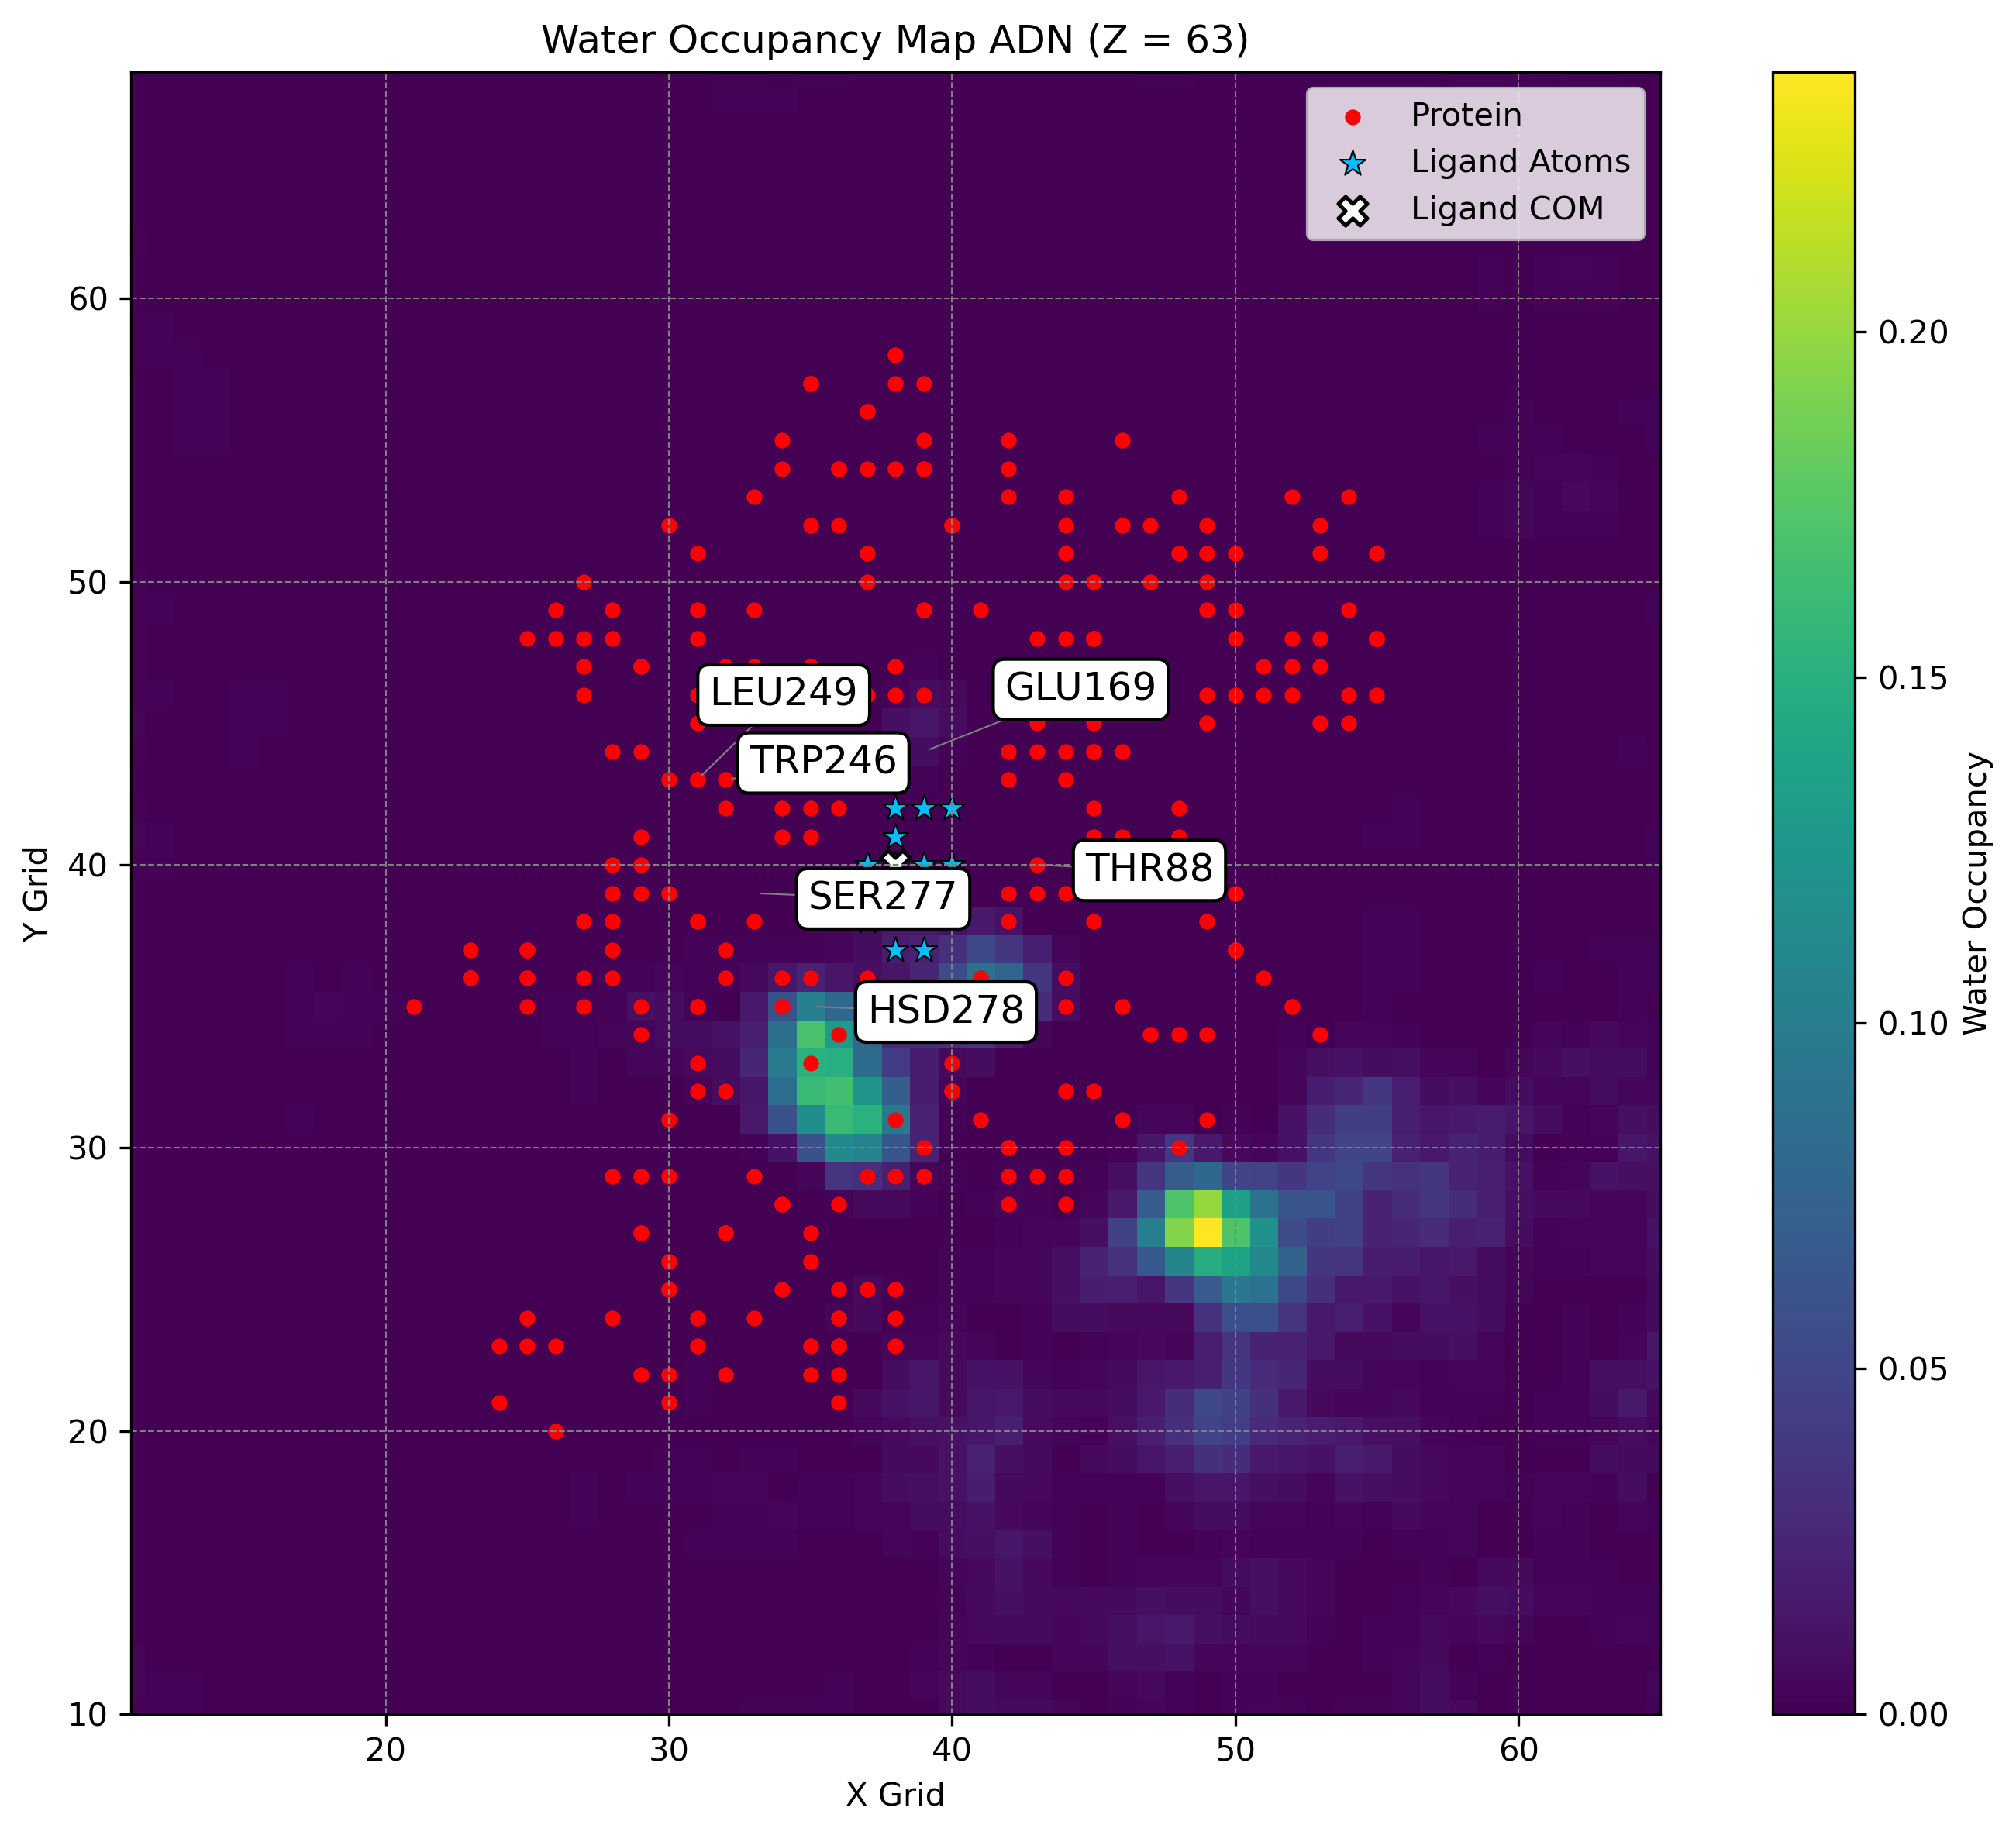 Water Occupancy Map ADN (Z = 63)
Protein
Ligand Atoms
Ligand COM
LEU249
GLU169
TRP246
THR88
SER277
HSD278
60
50
40
30
20
10
Y Grid
20
30
40
50
60
X Grid
0.20
0.15
0.10
0.05
0.00
Water Occupancy